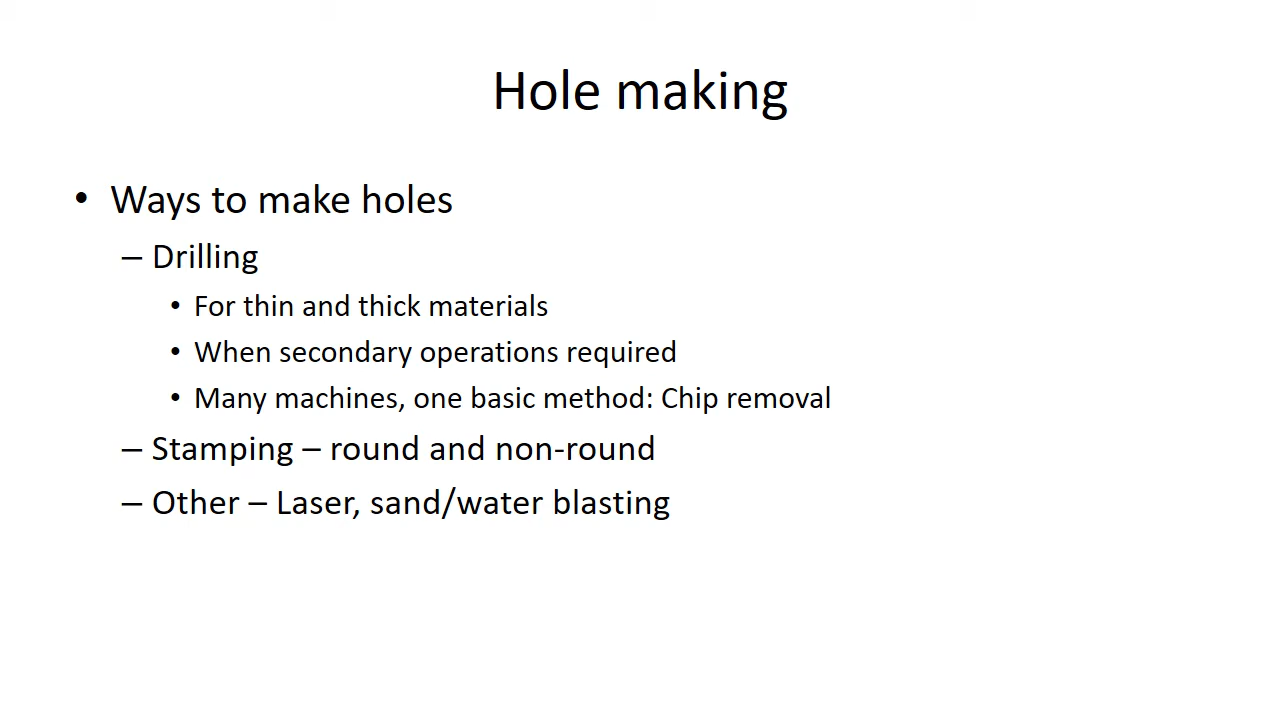 Hole making
• Ways to make holes
– Drilling
• For thin and thick materials
• When secondary operations required
• Many machines, one basic method: Chip removal
– Stamping – round and non-round
– Other – Laser, sand/water blasting